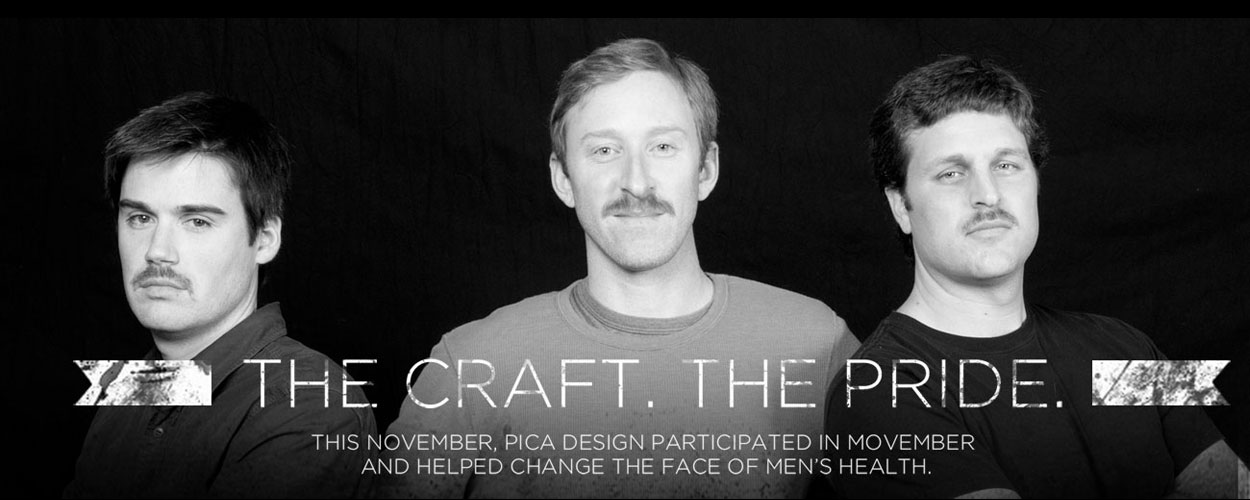 THE CRAFT. THE PRIDE.
THIS NOVEMBER, PICA DESIGN PARTICIPATED IN MOVEMBER
AND HELPED CHANGE THE FACE OF MEN'S HEALTH.